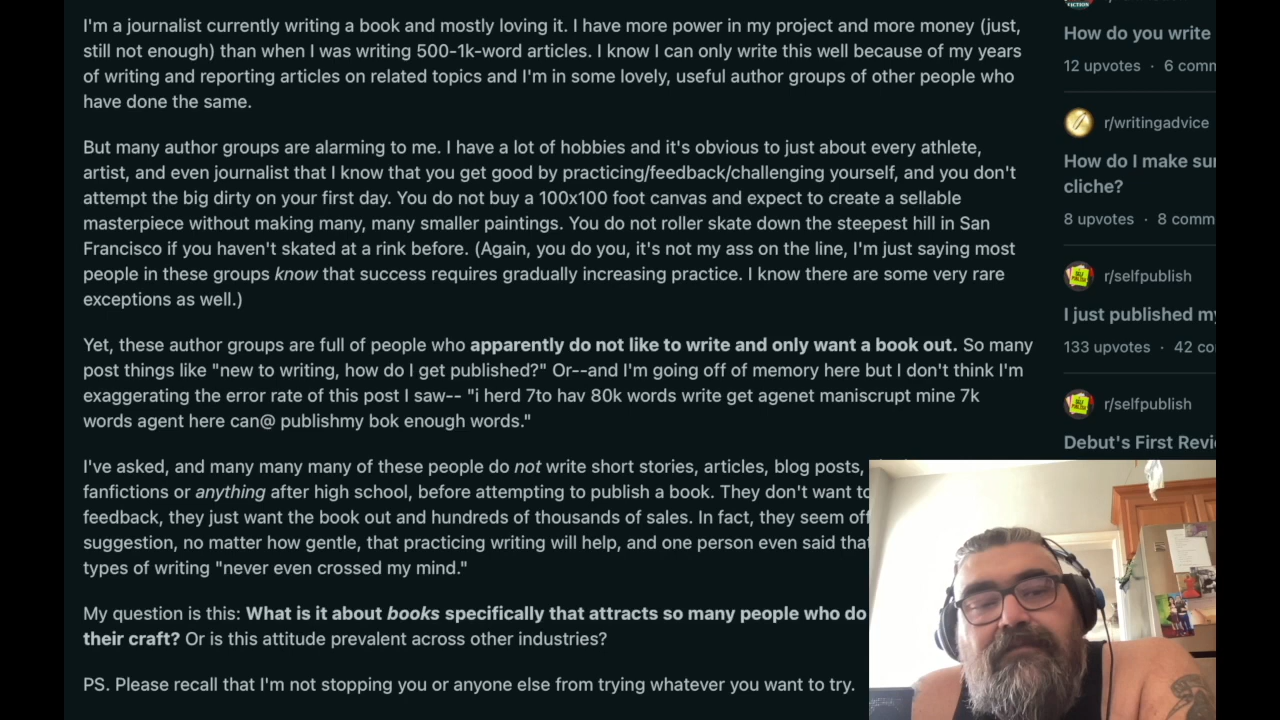 I'm a journalist currently writing a book and mostly loving it. I have more power in my project and more money (just,
still not enough) than when I was writing 500-1k-word articles. I know I can only write this well because of my years
of writing and reporting articles on related topics and I'm in some lovely, useful author groups of other people who
have done the same.
But many author groups are alarming to me. I have a lot of hobbies and it's obvious to just about every athlete,
artist, and even journalist that I know that you get good by practicing/feedback/challenging yourself, and you don't
attempt the big dirty on your first day. You do not buy a 100x100 foot canvas and expect to create a sellable
masterpiece without making many, many smaller paintings. You do not roller skate down the steepest hill in San
Francisco if you haven't skated at a rink before. (Again, you do you, it's not my ass on the line, I'm just saying most
people in these groups know that success requires gradually increasing practice. I know there are some very rare
exceptions as well.)
Yet, these author groups are full of people who apparently do not like to write and only want a book out. So many
post things like "new to writing, how do I get published?" Or--and I'm going off of memory here but I don't think I'm
exaggerating the error rate of this post I saw-- "i herd 7to hav 80k words write get agenet maniscrupt mine 7k
words agent here can@ publishmy bok enough words."
I've asked, and many many many of these people do not write short stories, articles, blog posts,
fanfictions or anything after high school, before attempting to publish a book. They don't want to
feedback, they just want the book out and hundreds of thousands of sales. In fact, they seem off
suggestion, no matter how gentle, that practicing writing will help, and one person even said that
types of writing "never even crossed my mind."
My question is this: What is it about books specifically that attracts so many people who do
their craft? Or is this attitude prevalent across other industries?
PS. Please recall that I'm not stopping you or anyone else from trying whatever you want to try.
FICTION
How do you write
12 upvotes · 6 comm
r/writingadvice
How do I make sur
cliche?
8 upvotes · 8 comm
r/selfpublish
I just published my
133 upvotes · 42 co
r/selfpublish
Debut's First Revie